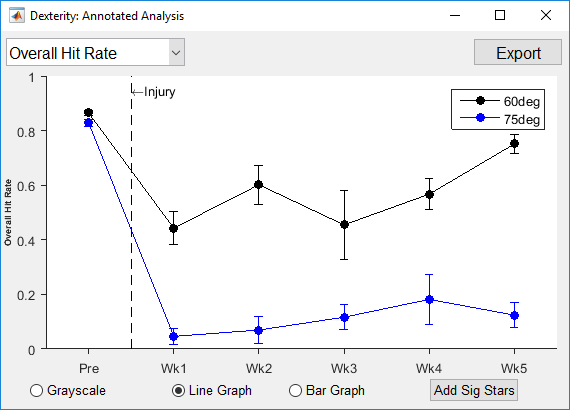 Dexterity: Annotated Analysis
Overall Hit Rate
Export
1
←Injury
60deg
75deg
0.8
0.6
Overall Hit Rate
0.4
0.2
0
Pre Wk1 Wk2 Wk3 Wk4 Wk5
Grayscale Line Graph Bar Graph Add Sig Stars